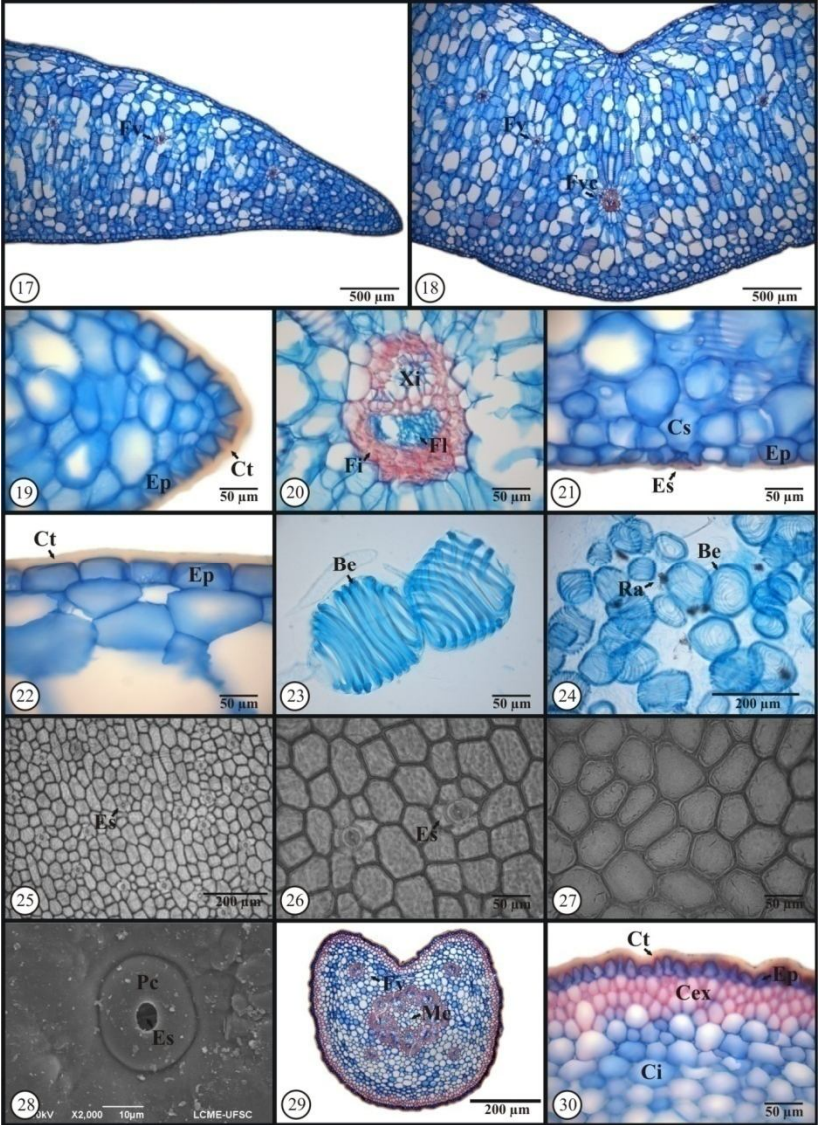 Fv
17
500 µm
Fv
Fvc
18
500 µm
Ep
Ct
19
50 µm
Xi
Fl
Fi
20
50 µm
Cs
Ep
Es
21
50 µm
Ct
Ep
22
50 µm
Be
23
50 µm
Be
Ra
24
200 µm
Es
25
200 µm
Es
26
50 µm
27
50 µm
Pc
Es
28
0kV X2,000 10µm LCME-UFSC
Fv
Mc
29
200 µm
Ct
Ep
Cex
Ci
30
50 µm